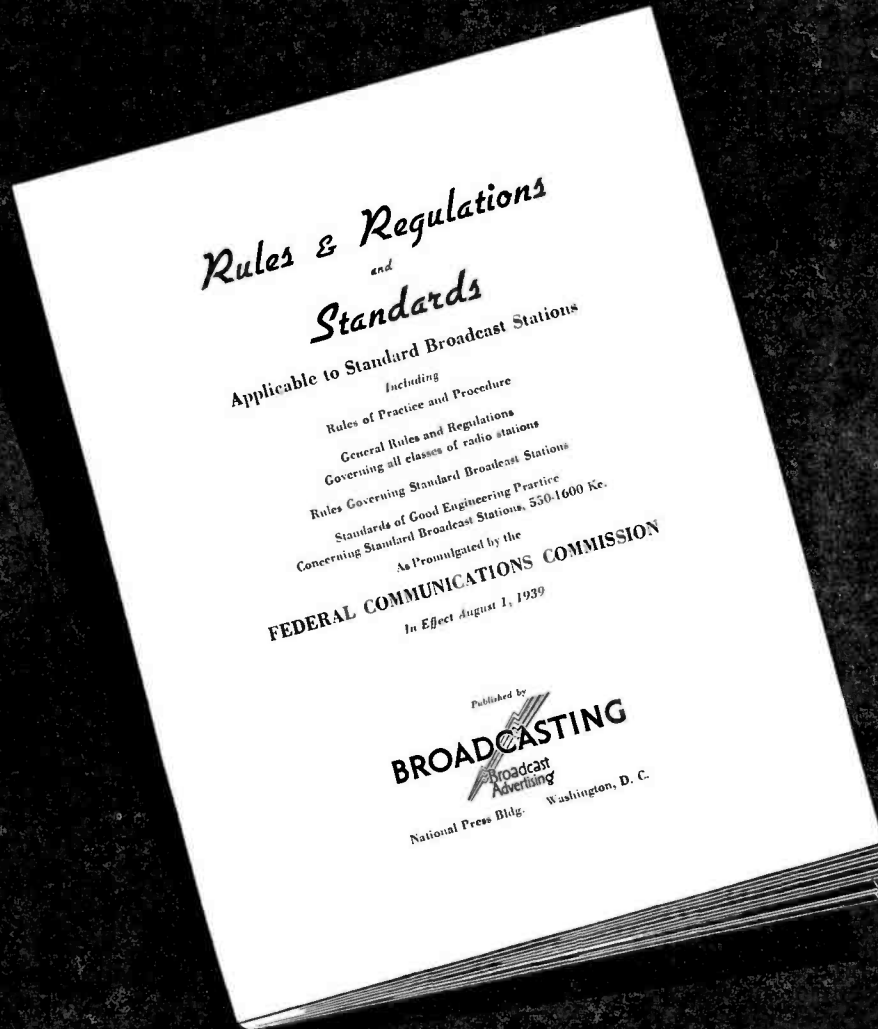 Rules & Regulations
and
Standards
Applicable to Standard Broadcast Stations
Including
Rules of Practice and Procedure
General Rules and Regulations
Governing all classes of radio stations
Rules Governing Standard Broadcast Stations
Standards of Good Engineering Practice
Concerning Standard Broadcast Stations, 550-1600 Kc.
As Promulgated by the
FEDERAL COMMUNICATIONS COMMISSION
In Effect August 1, 1939
Published by
BROADCASTING
Broadcast
Advertising
National Press Bldg. Washington, D. C.